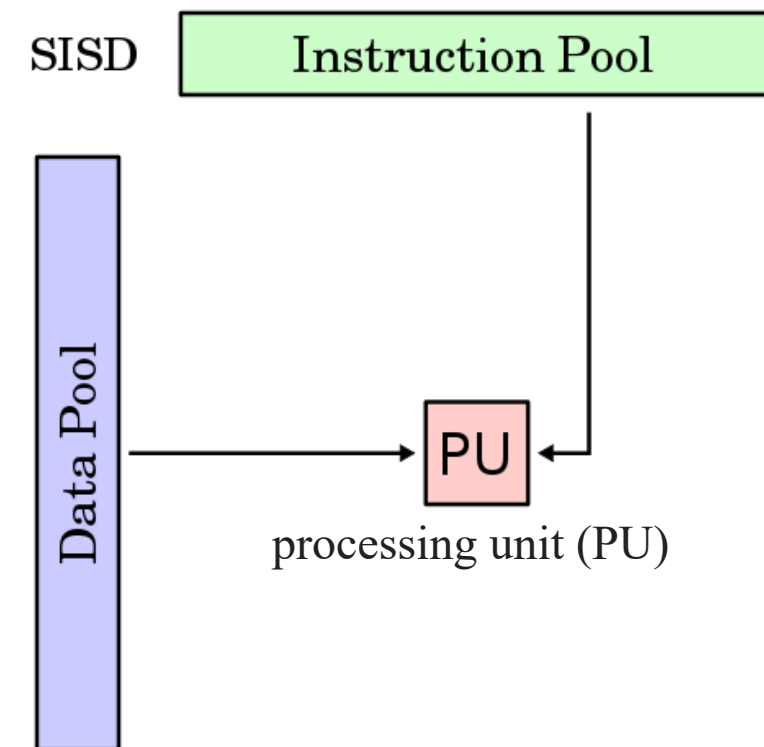 SISD
Instruction Pool
Data Pool
PU
processing unit (PU)